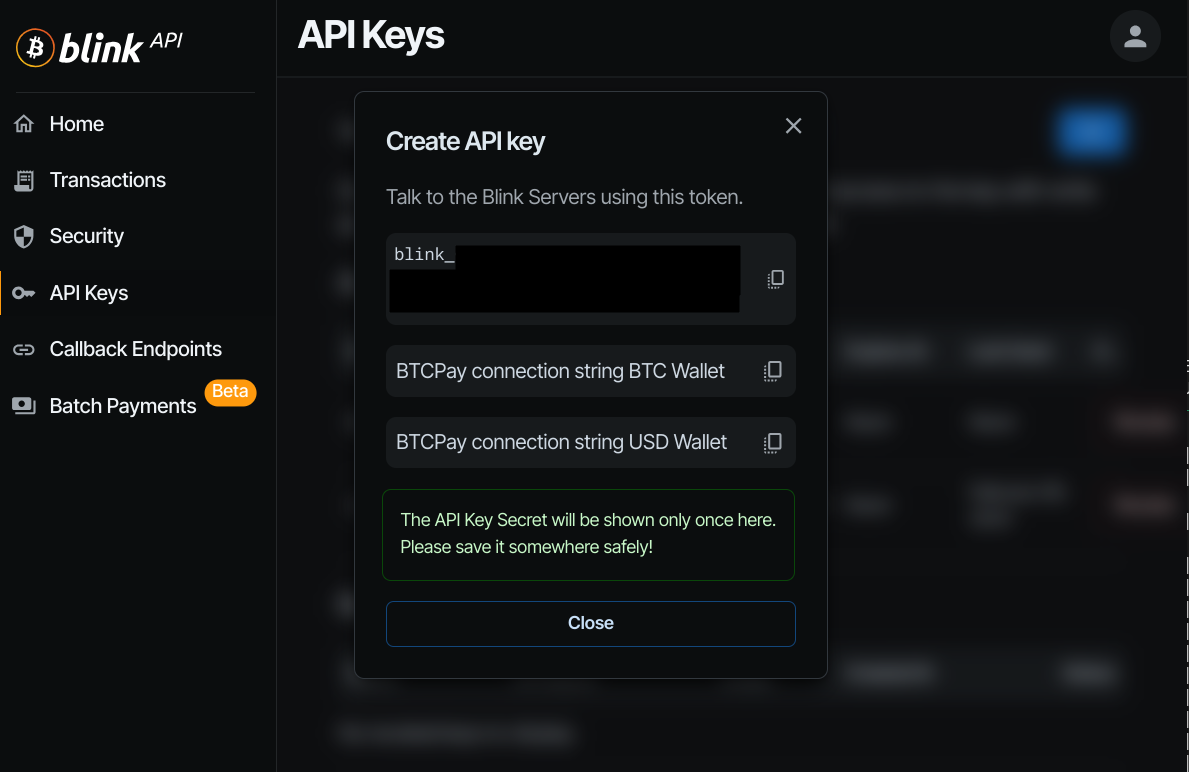 blink API
Home
Transactions
Security
API Keys
Callback Endpoints
Batch Payments
Beta
API Keys
Create API key
Talk to the Blink Servers using this token.
blink_
BTCPay connection string BTC Wallet
BTCPay connection string USD Wallet
The API Key Secret will be shown only once here.
Please save it somewhere safely!
Close